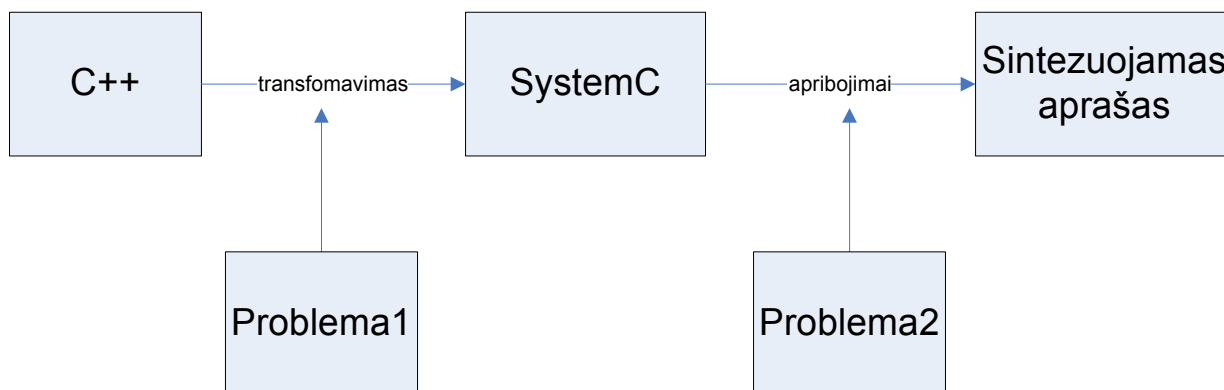 C++
transfomavimas
SystemC
apribojimai
Sintezuojamas
aprašas
Problema1
Problema2